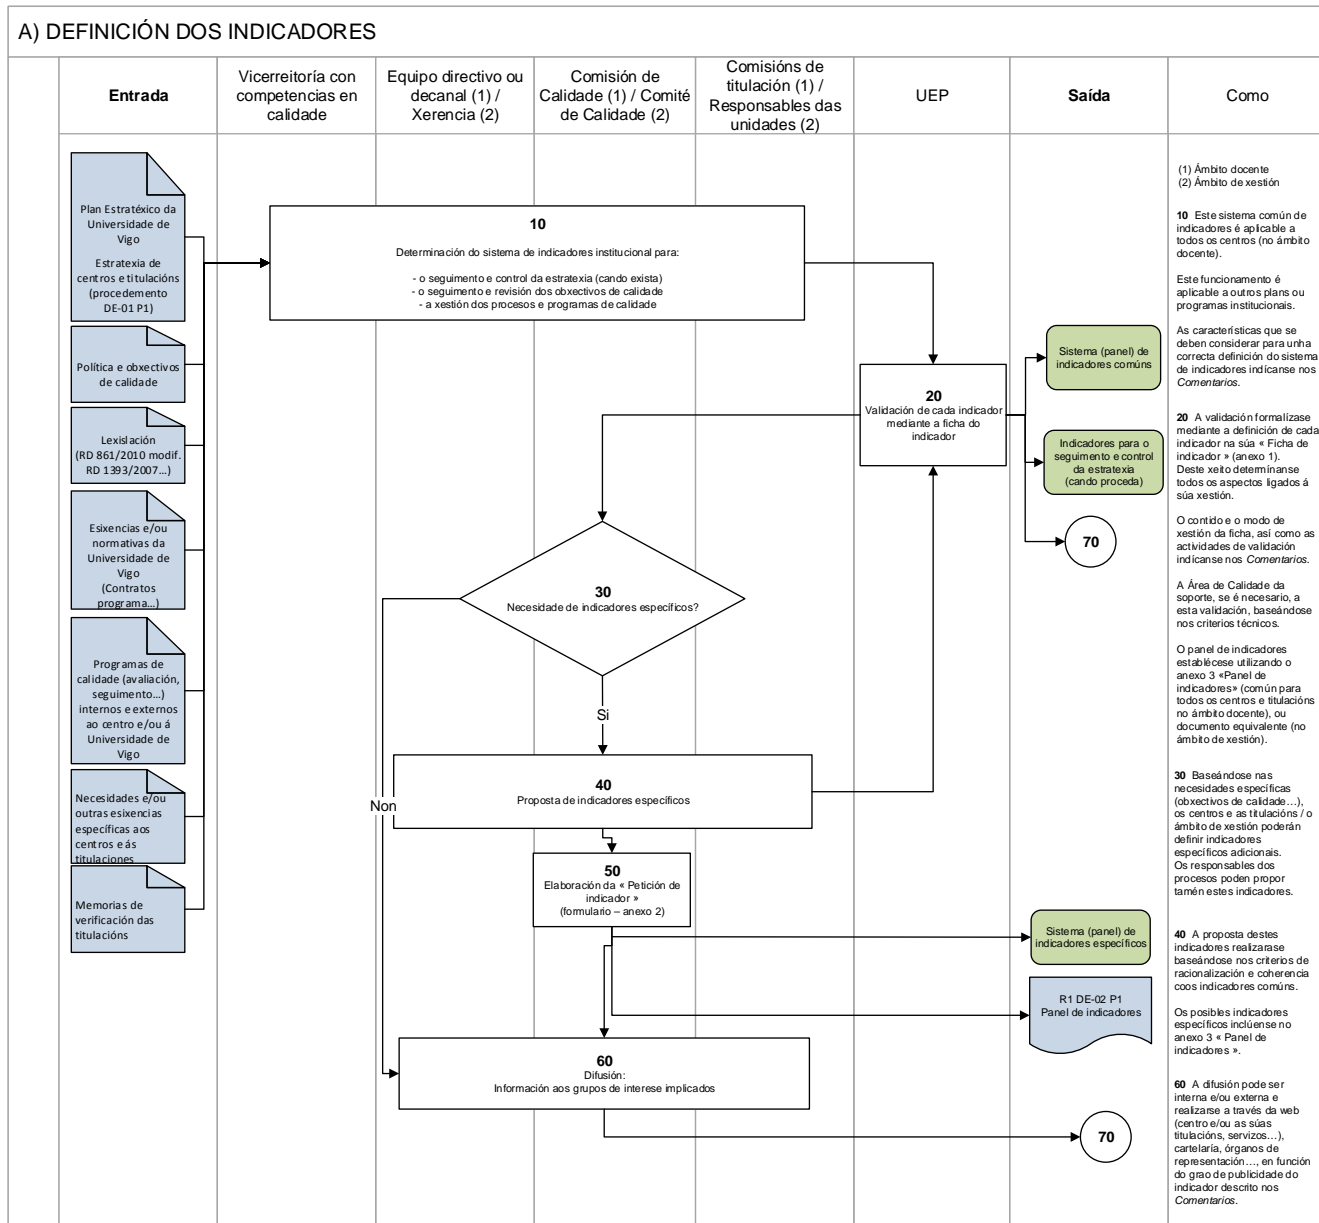 A) DEFINICIÓN DOS INDICADORES
Entrada
Vicerreitoría con
competencias en
calidade
Equipo directivo ou
decanal (1) /
Xerencia (2)
Comisión de
Calidade (1) / Comité
de Calidade (2)
Comisións de
titulación (1) /
Responsables das
unidades (2)
UEP
Saída
Como
Plan Estratéxico da
Universidade de
Vigo
Estratexia de
centros e titulacións
(procedemento
DE-01 P1)
Política e obxectivos
de calidade
Lexislación
(RD 861/2010 modif.
RD 1393/2007…)
Esixencias e/ou
normativas da
Universidade de
Vigo
(Contratos
programa…)
Programas de
calidade (avaliación,
seguimento…)
internos e externos
ao centro e/ou á
Universidade de
Vigo
Necesidades e/ou
outras esixencias
específicas aos
centros e ás
titulaciones
Memorias de
verificación das
titulacións
10
Determinación do sistema de indicadores institucional para:
- o seguimento e control da estratexia (cando exista)
- o seguimento e revisión dos obxectivos de calidade
- a xestión dos procesos e programas de calidade
20
Validación de cada indicador
mediante a ficha do
indicador
30
Necesidade de indicadores específicos?
Si
Non
40
Proposta de indicadores específicos
50
Elaboración da « Petición de
indicador »
(formulario – anexo 2)
60
Difusión:
Información aos grupos de interese implicados
Sistema (panel) de
indicadores comúns
Indicadores para o
seguimento e control
da estratexia
(cando proceda)
70
Sistema (panel) de
indicadores específicos
R1 DE-02 P1
Panel de indicadores
70
(1) Ámbito docente
(2) Ámbito de xestión
10 Este sistema común de
indicadores é aplicable a
todos os centros (no ámbito
docente).
Este funcionamento é
aplicable a outros plans ou
programas institucionais.
As características que se
deben considerar para unha
correcta definición do sistema
de indicadores indícanse nos
Comentarios.
20 A validación formalízase
mediante a definición de cada
indicador na súa « Ficha de
indicador » (anexo 1).
Deste xeito determínanse
todos os aspectos ligados á
súa xestión.
O contido e o modo de
xestión da ficha, así como as
actividades de validación
indícanse nos Comentarios.
A Área de Calidade da
soporte, se é necesario, a
esta validación, baseándose
nos criterios técnicos.
O panel de indicadores
establécese utilizando o
anexo 3 «Panel de
indicadores» (común para
todos os centros e titulacións
no ámbito docente), ou
documento equivalente (no
ámbito de xestión).
30 Baseándose nas
necesidades específicas
(obxectivos de calidade…),
os centros e as titulacións / o
ámbito de xestión poderán
definir indicadores
específicos adicionais.
Os responsables dos
procesos poden propor
tamén estes indicadores.
40 A proposta destes
indicadores realizarase
baseándose nos criterios de
racionalización e coherencia
coos indicadores comúns.
Os posibles indicadores
específicos inclúense no
anexo 3 « Panel de
indicadores ».
60 A difusión pode ser
interna e/ou externa e
realizarse a través da web
(centro e/ou as súas
titulacións, servizos…),
cartelaría, órganos de
representación…, en función
do grao de publicidade do
indicador descrito nos
Comentarios.